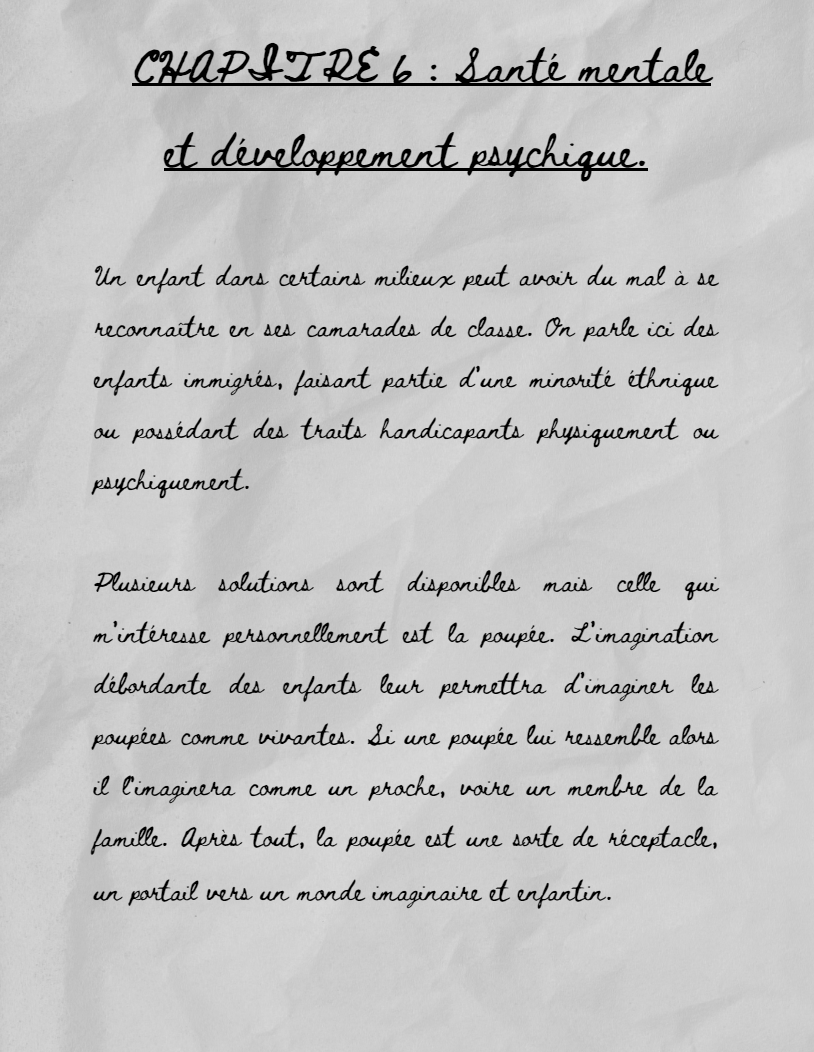 CHAPITRE 6 : Santé mentale
et développement psychique.
Un enfant dans certains milieux peut avoir du mal à se
reconnaître en ses camarades de classe. On parle ici des
enfants immigrés, faisant partie d'une minorité éthnique
ou possédant des traits handicapants physiquement ou
psychiquement.
Plusieurs solutions sont disponibles mais celle qui
m'intéresse personnellement est la poupée. L'imagination
débordante des enfants leur permettra d'imaginer les
poupées comme vivantes. Si une poupée lui ressemble alors
il l'imaginera comme un proche, voire un membre de la
famille. Après tout, la poupée est une sorte de réceptacle,
un portail vers un monde imaginaire et enfantin.